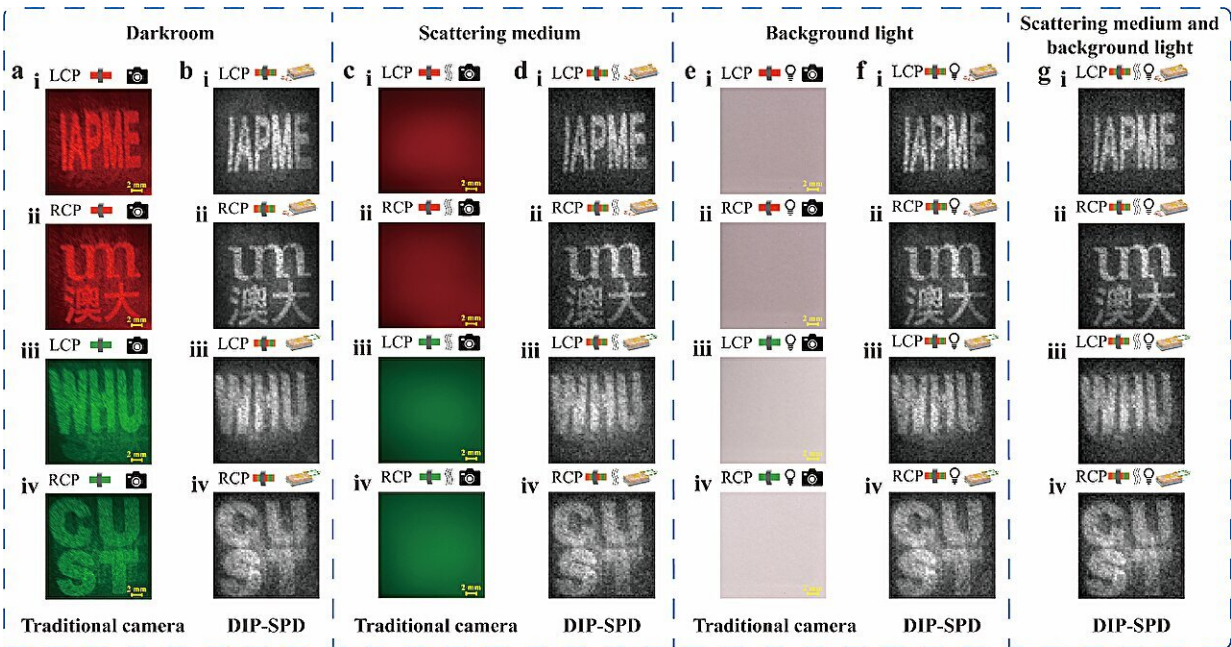 Darkroom
Scattering medium
Background light
Scattering medium and
background light
a i LCP
b i LCP
c i LCP
d i LCP
e i LCP
f i LCP
g i LCP
IAPME
2 mm
IAPME
2 mm
IAPME
2 mm
IAPME
IAPME
ii RCP
ii RCP
ii RCP
ii RCP
ii RCP
ii RCP
ii RCP
um
澳大
2 mm
um
澳大
2 mm
um
澳大
2 mm
um
澳大
um
澳大
iii LCP
iii LCP
iii LCP
iii LCP
iii LCP
iii LCP
iii LCP
WHU
2 mm
WHU
2 mm
WHU
2 mm
WHU
WHU
iv RCP
iv RCP
iv RCP
iv RCP
iv RCP
iv RCP
iv RCP
CU
ST
2 mm
CU
ST
2 mm
CU
ST
2 mm
CU
ST
CU
ST
Traditional camera
DIP-SPD
Traditional camera
DIP-SPD
Traditional camera
DIP-SPD
DIP-SPD